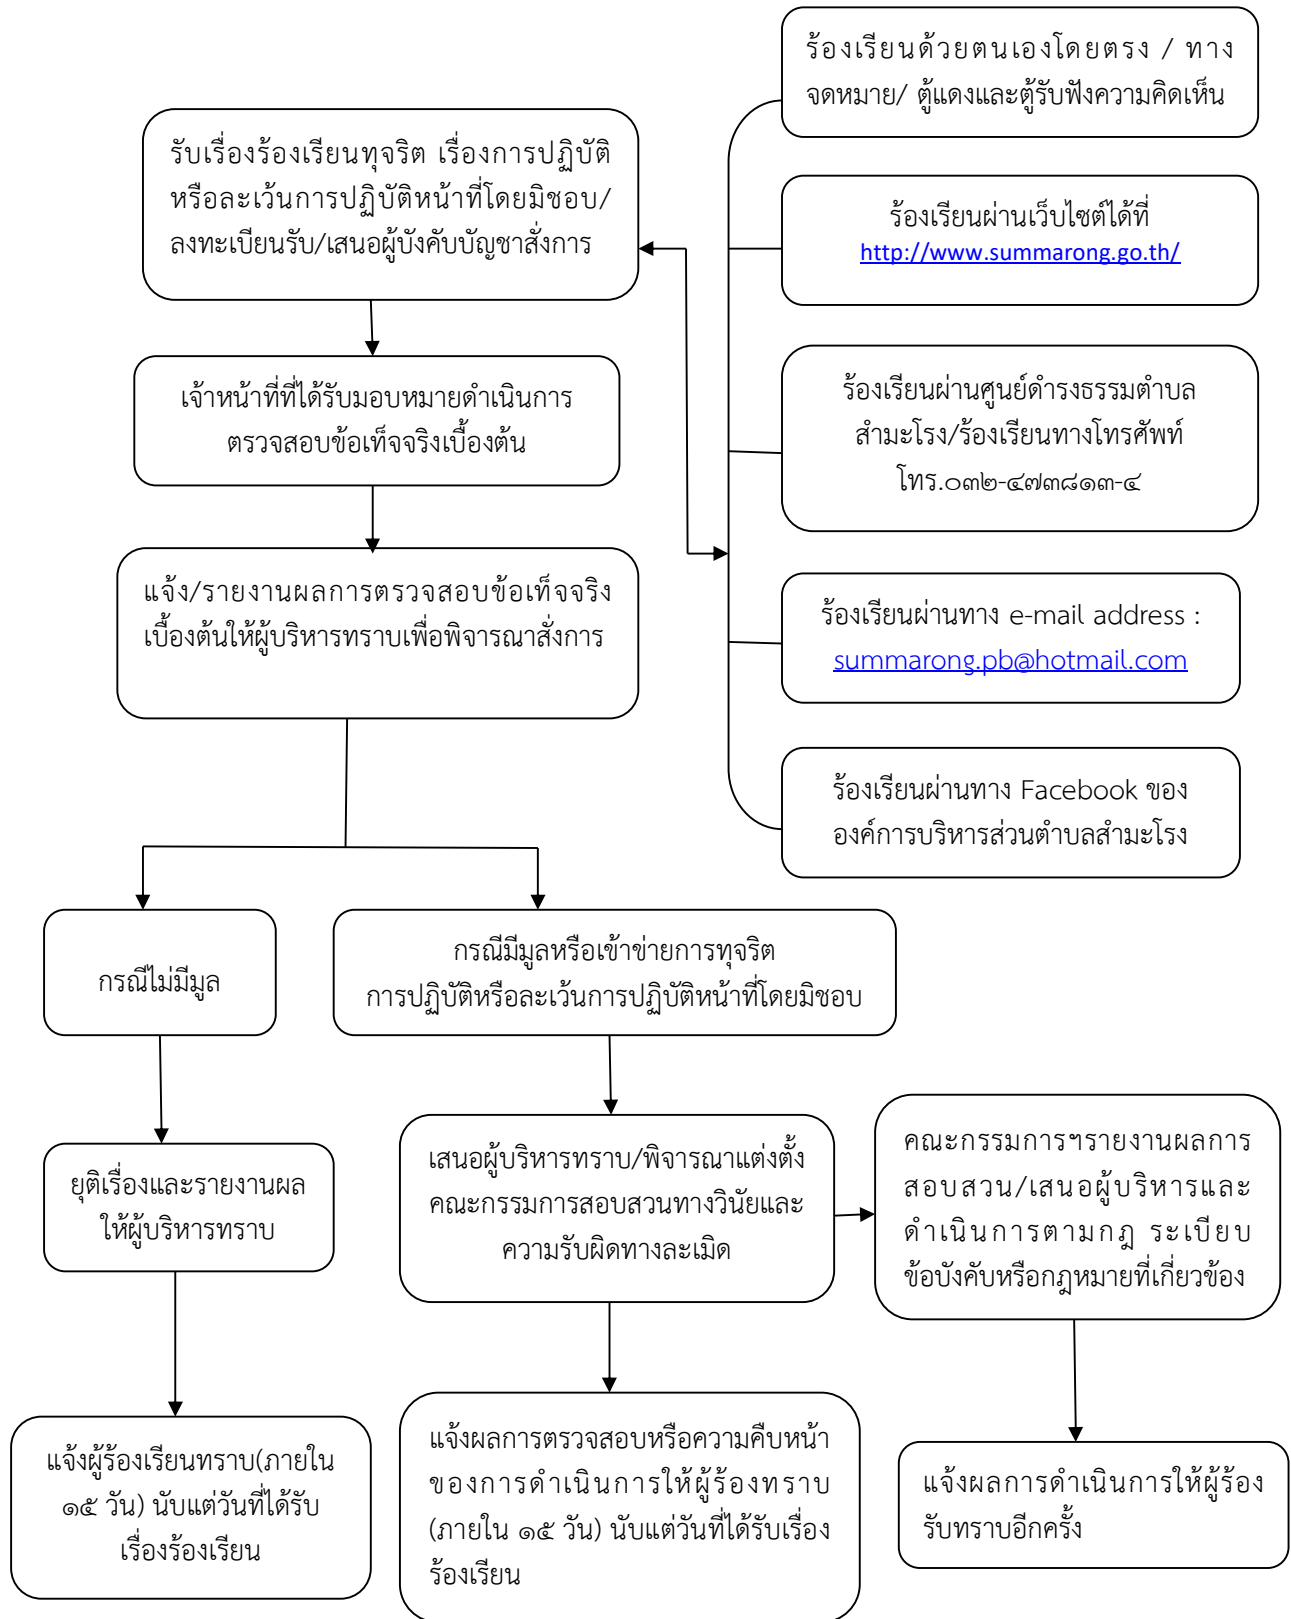 ร้องเรียนด้วยตนเองโดยตรง / ทาง
จดหมาย/ ตู้แดงและตู้รับฟังความคิดเห็น
รับเรื่องร้องเรียนทุจริต เรื่องการปฏิบัติ
หรือละเว้นการปฏิบัติหน้าที่โดยมิชอบ/
ลงทะเบียนรับ/เสนอผู้บังคับบัญชาสั่งการ
ร้องเรียนผ่านเว็บไซต์ได้ที่
http://www.summarong.go.th/
เจ้าหน้าที่ที่ได้รับมอบหมายดำเนินการ
ตรวจสอบข้อเท็จจริงเบื้องต้น
ร้องเรียนผ่านศูนย์ดำรงธรรมตำบล
สำมะโรง/ร้องเรียนทางโทรศัพท์
โทร.๐๓๒-๔๗๓๘๑๓-๔
แจ้ง/รายงานผลการตรวจสอบข้อเท็จจริง
เบื้องต้นให้ผู้บริหารทราบเพื่อพิจารณาสั่งการ
ร้องเรียนผ่านทาง e-mail address :
summarong.pb@hotmail.com
ร้องเรียนผ่านทาง Facebook ของ
องค์การบริหารส่วนตำบลสำมะโรง
กรณีไม่มีมูล
กรณีมีมูลหรือเข้าข่ายการทุจริต
การปฏิบัติหรือละเว้นการปฏิบัติหน้าที่โดยมิชอบ
ยุติเรื่องและรายงานผล
ให้ผู้บริหารทราบ
เสนอผู้บริหารทราบ/พิจารณาแต่งตั้ง
คณะกรรมการสอบสวนทางวินัยและ
ความรับผิดทางละเมิด
คณะกรรมการฯรายงานผลการ
สอบสวน/เสนอผู้บริหารและ
ดำเนินการตามกฎ ระเบียบ
ข้อบังคับหรือกฎหมายที่เกี่ยวข้อง
แจ้งผู้ร้องเรียนทราบ(ภายใน
๑๕ วัน) นับแต่วันที่ได้รับ
เรื่องร้องเรียน
แจ้งผลการตรวจสอบหรือความคืบหน้า
ของการดำเนินการให้ผู้ร้องทราบ
(ภายใน ๑๕ วัน) นับแต่วันที่ได้รับเรื่อง
ร้องเรียน
แจ้งผลการดำเนินการให้ผู้ร้อง
รับทราบอีกครั้ง